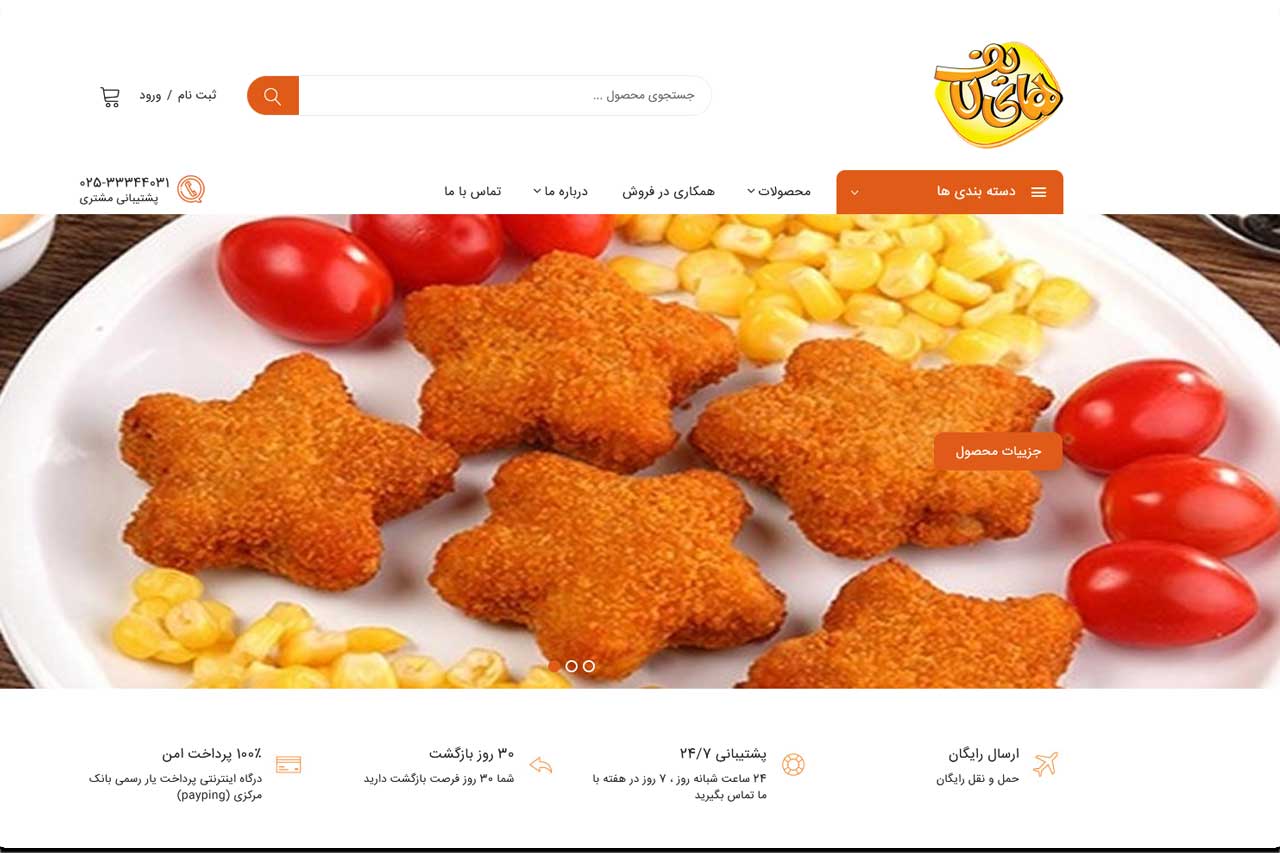 های لاف
جستجوی محصول ...
ثبت نام / ورود
دسته بندی ها
محصولات
همکاری در فروش
درباره ما
تماس با ما
۰۲۵-۳۳۳۴۴۰۳۱
پشتیبانی مشتری
جزییات محصول
ارسال رایگان
حمل و نقل رایگان
پشتیبانی ۲۴/۷
۲۴ ساعت شبانه روز ، ۷ روز در هفته با
ما تماس بگیرید
۳۰ روز بازگشت
شما ۳۰ روز فرصت بازگشت دارید
۱۰۰٪ پرداخت امن
درگاه اینترنتی پرداخت یار رسمی بانک
مرکزی (payping)